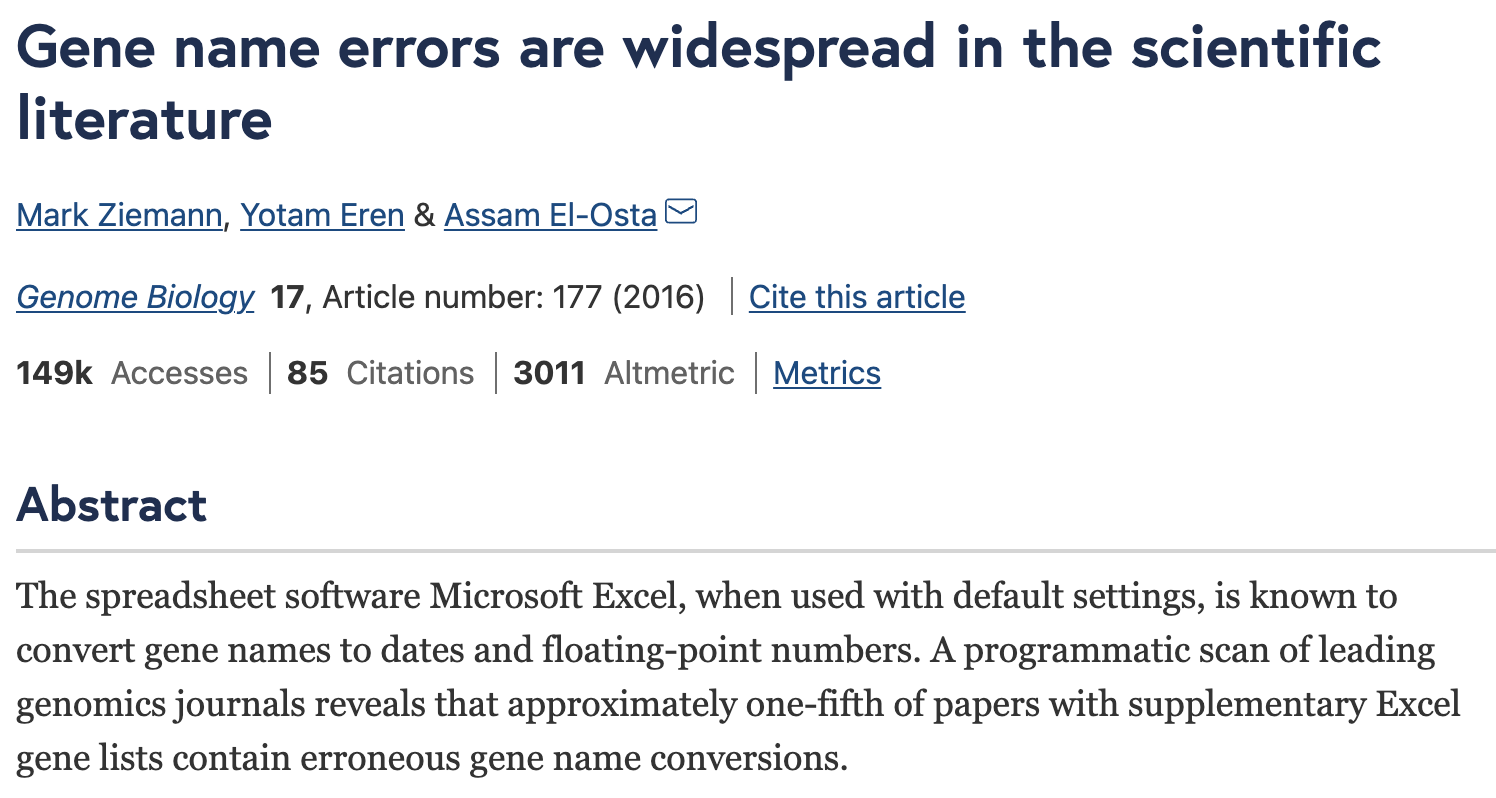 Gene name errors are widespread in the scientific
literature
Mark Ziemann, Yotam Eren & Assam El-Osta
Genome Biology 17, Article number: 177 (2016) | Cite this article
149k Accesses | 85 Citations | 3011 Altmetric | Metrics
Abstract
The spreadsheet software Microsoft Excel, when used with default settings, is known to
convert gene names to dates and floating-point numbers. A programmatic scan of leading
genomics journals reveals that approximately one-fifth of papers with supplementary Excel
gene lists contain erroneous gene name conversions.